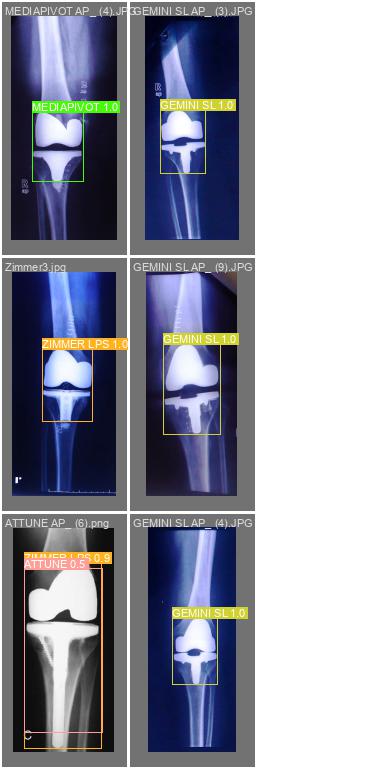 MEDIAPIVOT AP_ (4).JPG
MEDIAPIVOT 1.0
GEMINI SL AP_ (3).JPG
GEMINI SL 1.0
Zimmer3.jpg
ZIMMER LPS 1.0
GEMINI SL AP_ (9).JPG
GEMINI SL 1.0
ATTUNE AP_ (6).png
ZIMMER LPS 0.9
ATTUNE 0.5
GEMINI SL AP_ (4).JPG
GEMINI SL 1.0